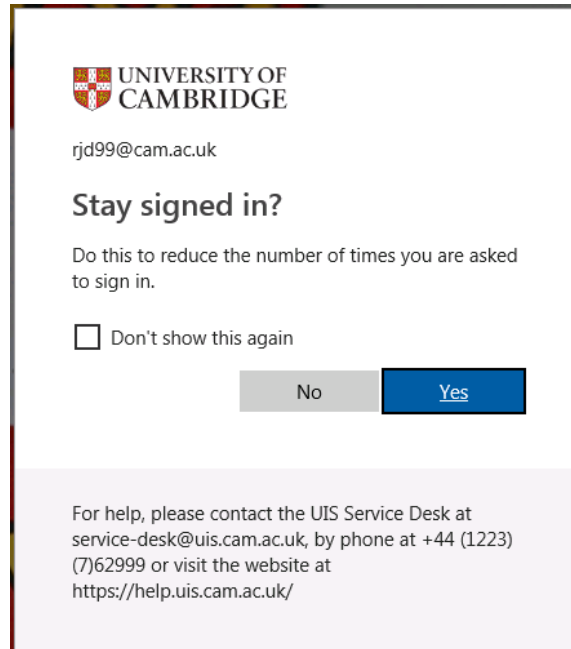 UNIVERSITY OF
CAMBRIDGE
rjd99@cam.ac.uk
Stay signed in?
Do this to reduce the number of times you are asked
to sign in.
Don't show this again
No
Yes
For help, please contact the UIS Service Desk at
service-desk@uis.cam.ac.uk, by phone at +44 (1223)
(7)62999 or visit the website at
https://help.uis.cam.ac.uk/